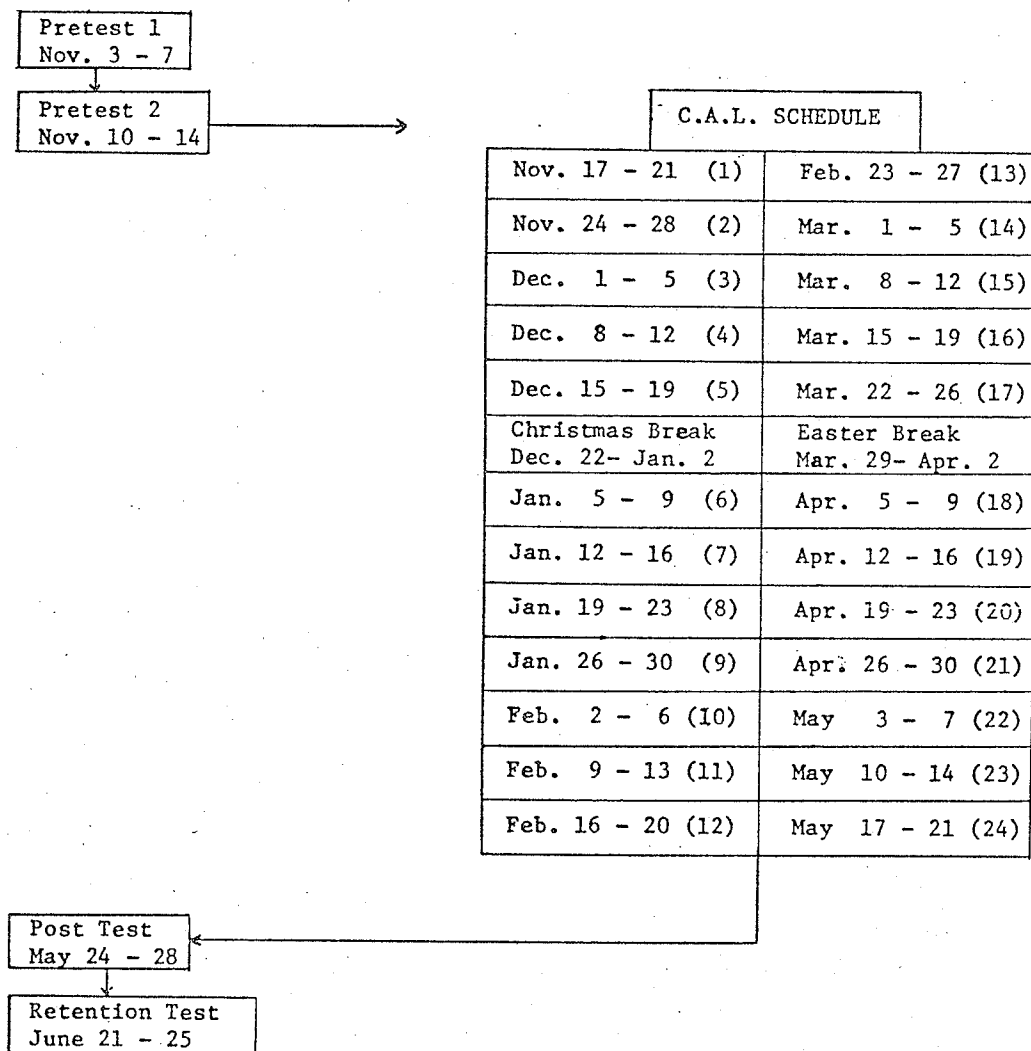 Pretest 1
Nov. 3 - 7
Pretest 2
Nov. 10 - 14
C.A.L. SCHEDULE
Nov. 17 - 21 (1)
Nov. 24 - 28 (2)
Dec. 1 - 5 (3)
Dec. 8 - 12 (4)
Dec. 15 - 19 (5)
Christmas Break
Dec. 22- Jan. 2
Jan. 5 - 9 (6)
Jan. 12 - 16 (7)
Jan. 19 - 23 (8)
Jan. 26 - 30 (9)
Feb. 2 - 6 (10)
Feb. 9 - 13 (11)
Feb. 16 - 20 (12)
Feb. 23 - 27 (13)
Mar. 1 - 5 (14)
Mar. 8 - 12 (15)
Mar. 15 - 19 (16)
Mar. 22 - 26 (17)
Easter Break
Mar. 29- Apr. 2
Apr. 5 - 9 (18)
Apr. 12 - 16 (19)
Apr. 19 - 23 (20)
Apr. 26 - 30 (21)
May 3 - 7 (22)
May 10 - 14 (23)
May 17 - 21 (24)
Post Test
May 24 - 28
Retention Test
June 21 - 25